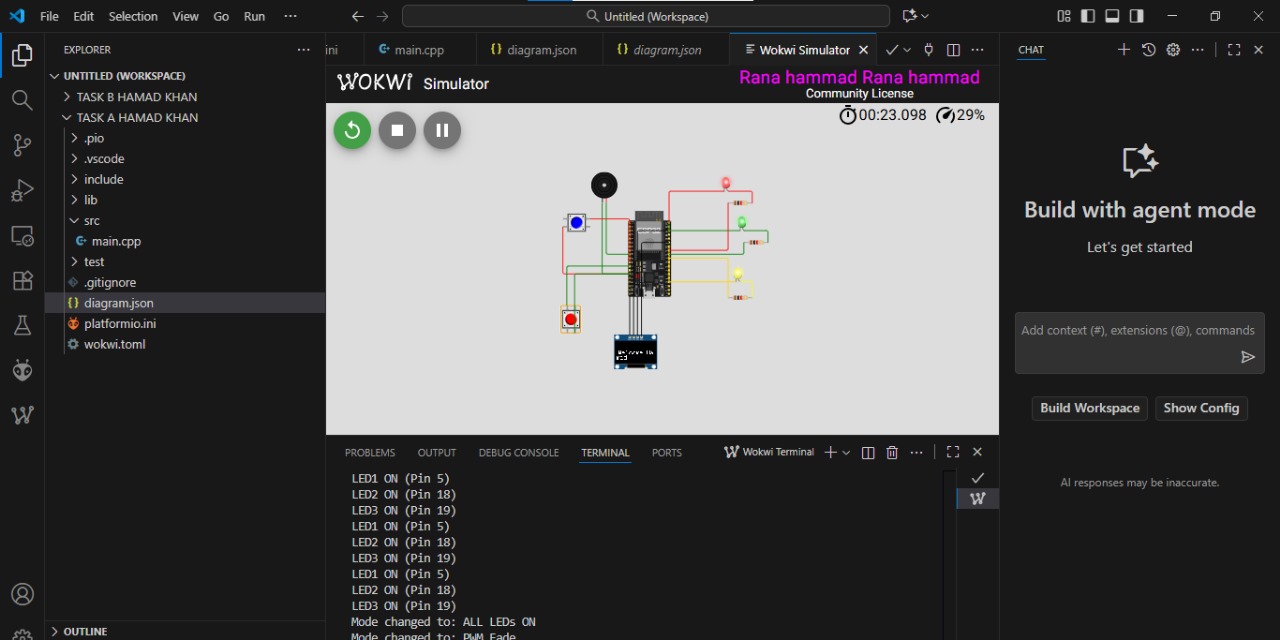 File Edit Selection View Go Run ···
Untitled (Workspace)
EXPLORER
UNTITLED (WORKSPACE)
TASK B HAMAD KHAN
TASK A HAMAD KHAN
.pio
.vscode
include
lib
src
main.cpp
test
.gitignore
diagram.json
platformio.ini
wokwi.toml
OUTLINE
ini
main.cpp
diagram.json
diagram.json
Wokwi Simulator
WOKWi Simulator
Rana hammad Rana hammad
Community License
00:23.098 29%
PROBLEMS OUTPUT DEBUG CONSOLE TERMINAL PORTS
Wokwi Terminal
LED1 ON (Pin 5)
LED2 ON (Pin 18)
LED3 ON (Pin 19)
LED1 ON (Pin 5)
LED2 ON (Pin 18)
LED3 ON (Pin 19)
LED1 ON (Pin 5)
LED2 ON (Pin 18)
LED3 ON (Pin 19)
Mode changed to: ALL LEDs ON
Mode changed to: PWM Fade
CHAT
Build with agent mode
Let's get started
Add context (#), extensions (@), commands
Build Workspace Show Config
AI responses may be inaccurate.